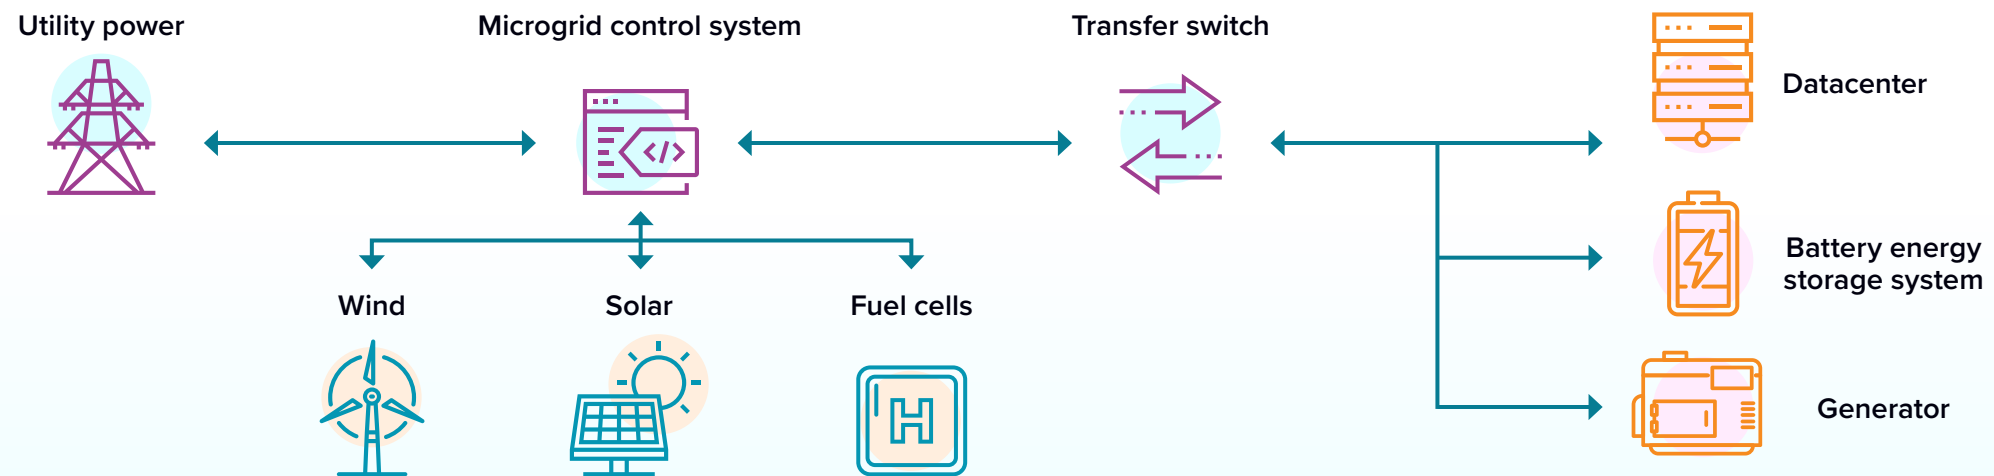 Utility power
Microgrid control system
Transfer switch
Datacenter
</>
Battery energy
storage system
Wind
Solar
Fuel cells
H
Generator